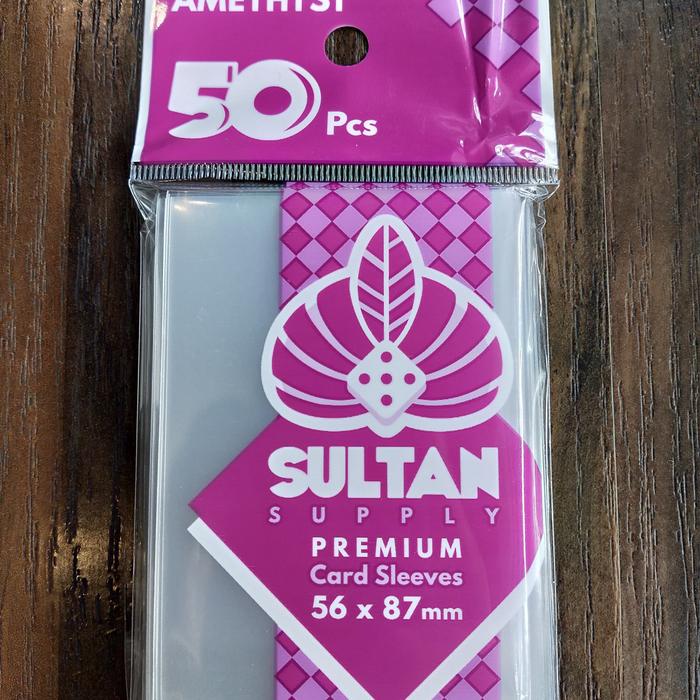 AMETHYST
50 Pcs
SULTAN
SUPPLY
PREMIUM
Card Sleeves
56 x 87mm